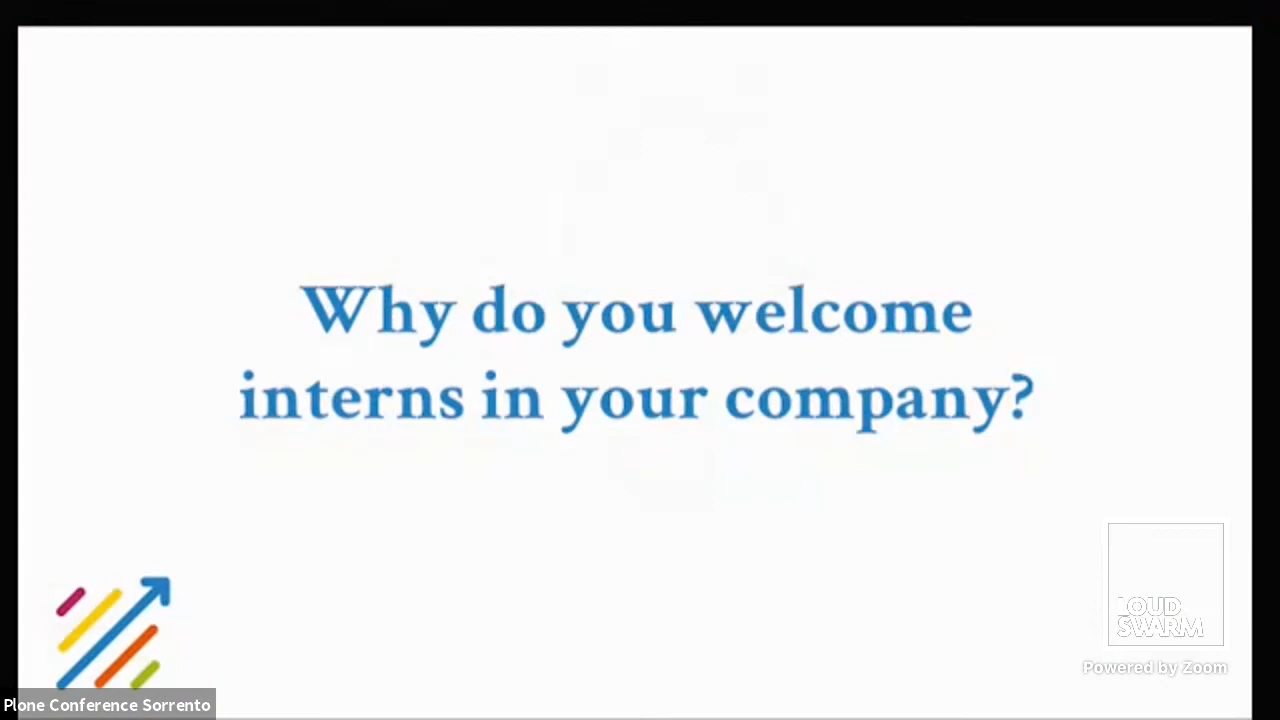 Why do you welcome
interns in your company?
LOUD
SWARM
Powered by Zoom
Plone Conference Sorrento